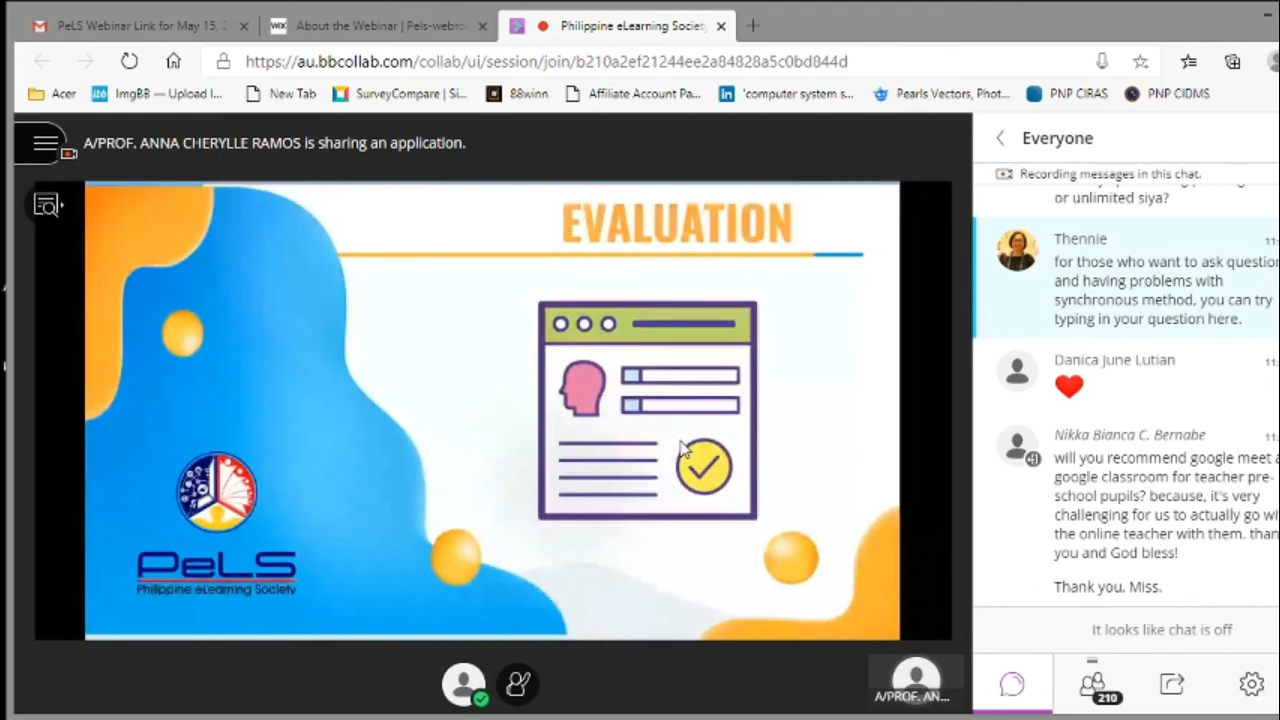 PeLS Webinar Link for May 15, 2
About the Webinar | Pels-webro
Philippine eLearning Society
https://au.bbcollab.com/collab/ui/session/join/b210a2ef21244ee2a84828a5c0bd844d
Acer
ImgBB — Upload I...
New Tab
SurveyCompare | Si...
88winn
Affiliate Account Pa...
'computer system s...
Pearls Vectors, Phot...
PNP CIRAS
PNP CIDMS
A/PROF. ANNA CHERYLLE RAMOS is sharing an application.
EVALUATION
PeLS
Philippine eLearning Society
A/PROF. AN...
Everyone
Recording messages in this chat.
or unlimited siya?
Thennie
11:
for those who want to ask question
and having problems with
synchronous method, you can try
typing in your question here.
Danica June Lutian
11:
Nikka Bianca C. Bernabe
11:
will you recommend google meet a
google classroom for teacher pre-
school pupils? because, it's very
challenging for us to actually go wi
the online teacher with them. than
you and God bless!
Thank you, Miss.
It looks like chat is off
210